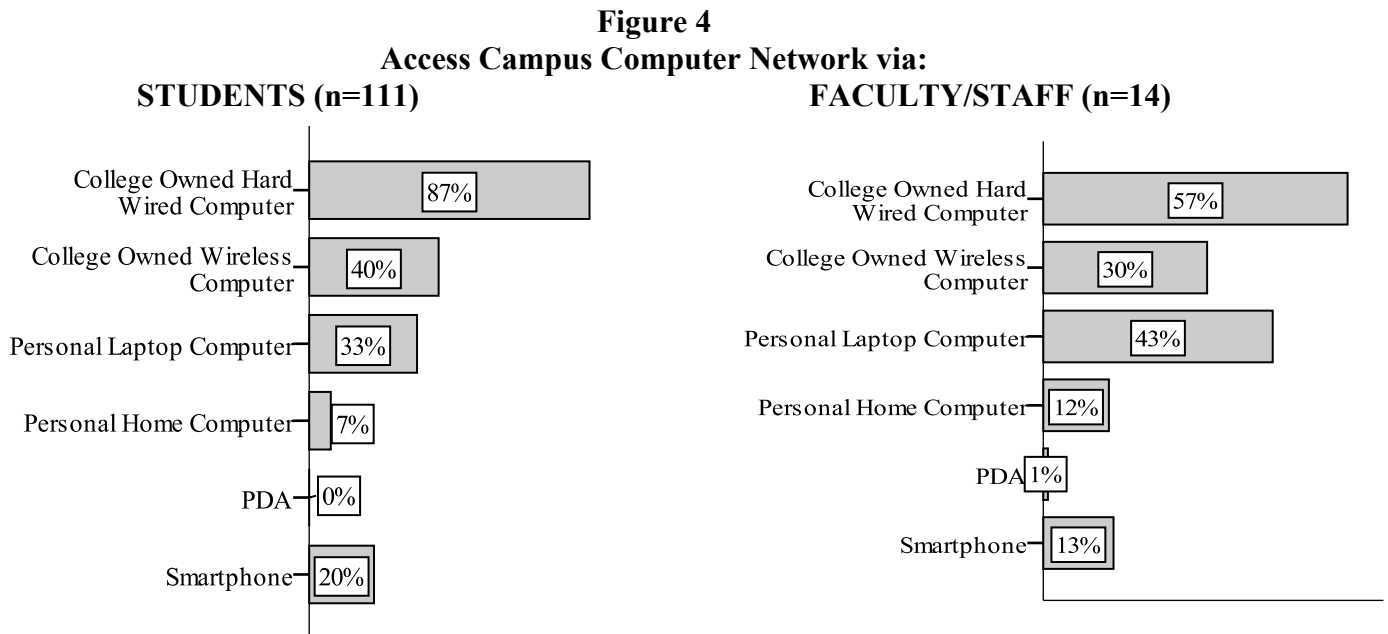 Figure 4
Access Campus Computer Network via:
STUDENTS (n=111)
College Owned Hard
Wired Computer
87%
College Owned Wireless
Computer
40%
Personal Laptop Computer
33%
Personal Home Computer
7%
PDA
0%
Smartphone
20%
FACULTY/STAFF (n=14)
College Owned Hard
Wired Computer
57%
College Owned Wireless
Computer
30%
Personal Laptop Computer
43%
Personal Home Computer
12%
PDA
1%
Smartphone
13%